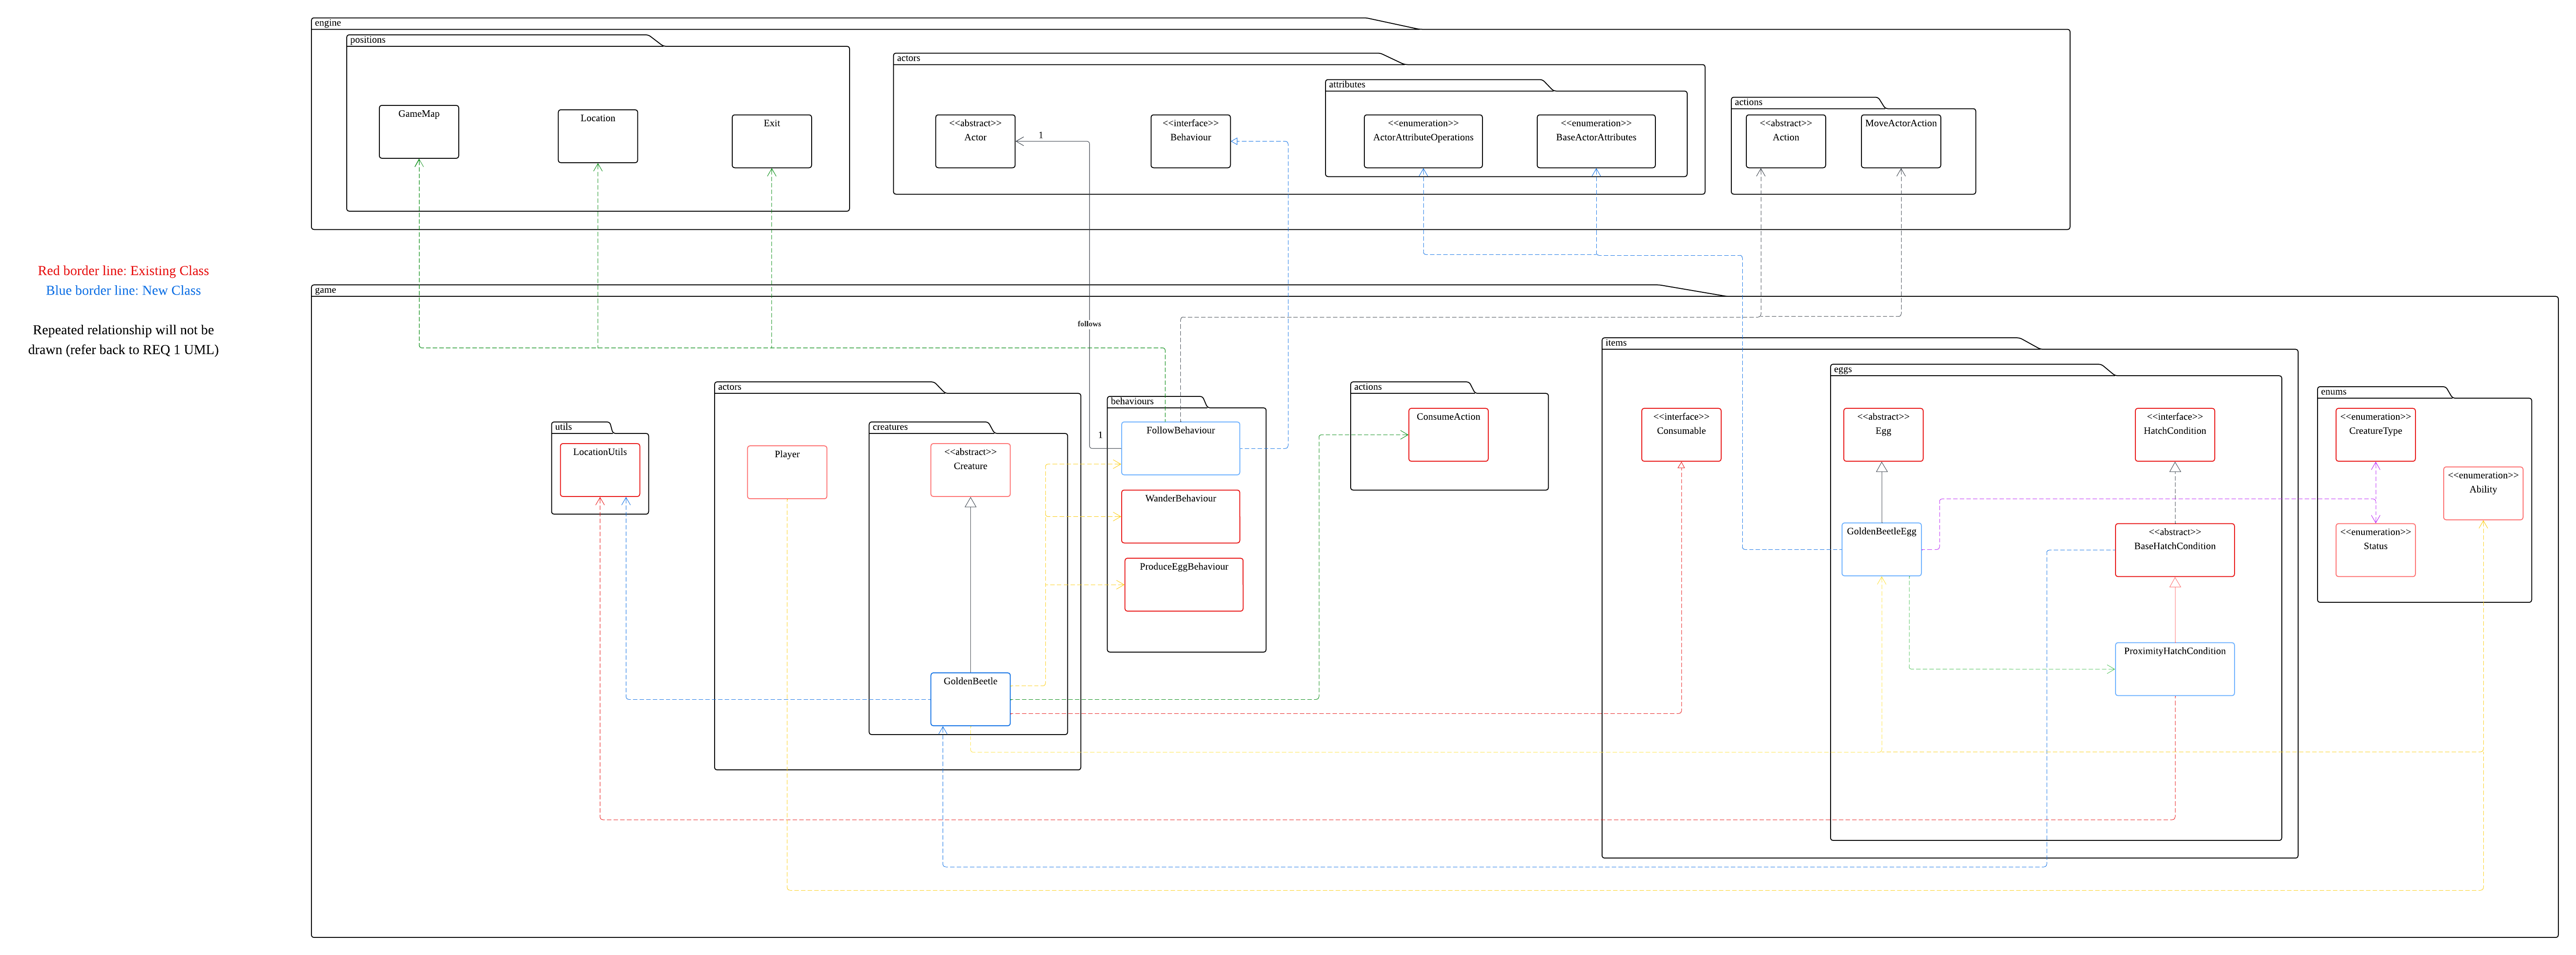 engine
positions
GameMap
Location
Exit
actors
<<abstract>>
Actor
1
<<interface>>
Behaviour
attributes
<<enumeration>>
ActorAttributeOperations
<<enumeration>>
BaseActorAttributes
actions
<<abstract>>
Action
MoveActorAction
Red border line: Existing Class
Blue border line: New Class
Repeated relationship will not be
drawn (refer back to REQ 1 UML)
game
follows
utils
LocationUtils
actors
Player
creatures
<<abstract>>
Creature
GoldenBeetle
behaviours
1
FollowBehaviour
WanderBehaviour
ProduceEggBehaviour
actions
ConsumeAction
items
<<interface>>
Consumable
eggs
<<abstract>>
Egg
<<interface>>
HatchCondition
GoldenBeetleEgg
<<abstract>>
BaseHatchCondition
ProximityHatchCondition
enums
<<enumeration>>
CreatureType
<<enumeration>>
Ability
<<enumeration>>
Status